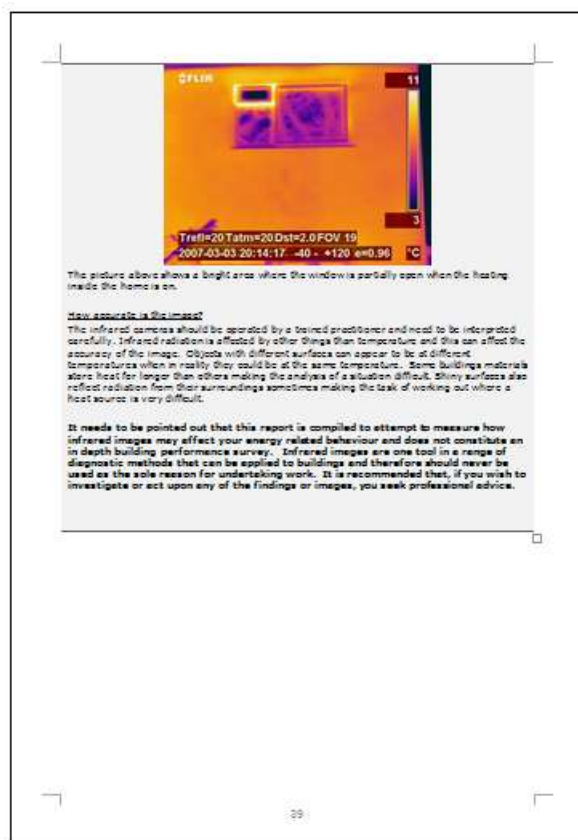 FLIR
11
3
Trefl=20 Tatm=20 Dst=2.0 FOV 19
2007-03-03 20:14:17 -40 - +120 e=0.96 °C
The picture above shows a bright area where the window is partially open when the heating
inside the home is on.
How accurate is the image?
The infrared cameras should be operated by a trained practitioner and need to be interpreted
carefully. Infrared radiation is affected by other things than temperature and this can affect the
accuracy of the image. Objects with different surfaces can appear to be at different
temperatures when in reality they could be at the same temperature. Some buildings materials
store heat for longer than others making the analysis of a situation difficult. Shiny surfaces also
reflect radiation from their surroundings sometimes making the task of working out where a
heat source is very difficult.
It needs to be pointed out that this report is compiled to attempt to measure how
infrared images may affect your energy related behaviour and does not constitute an
in depth building performance survey. Infrared images are one tool in a range of
diagnostic methods that can be applied to buildings and therefore should never be
used as the sole reason for undertaking work. It is recommended that, if you wish to
investigate or act upon any of the findings or images, you seek professional advice.
39